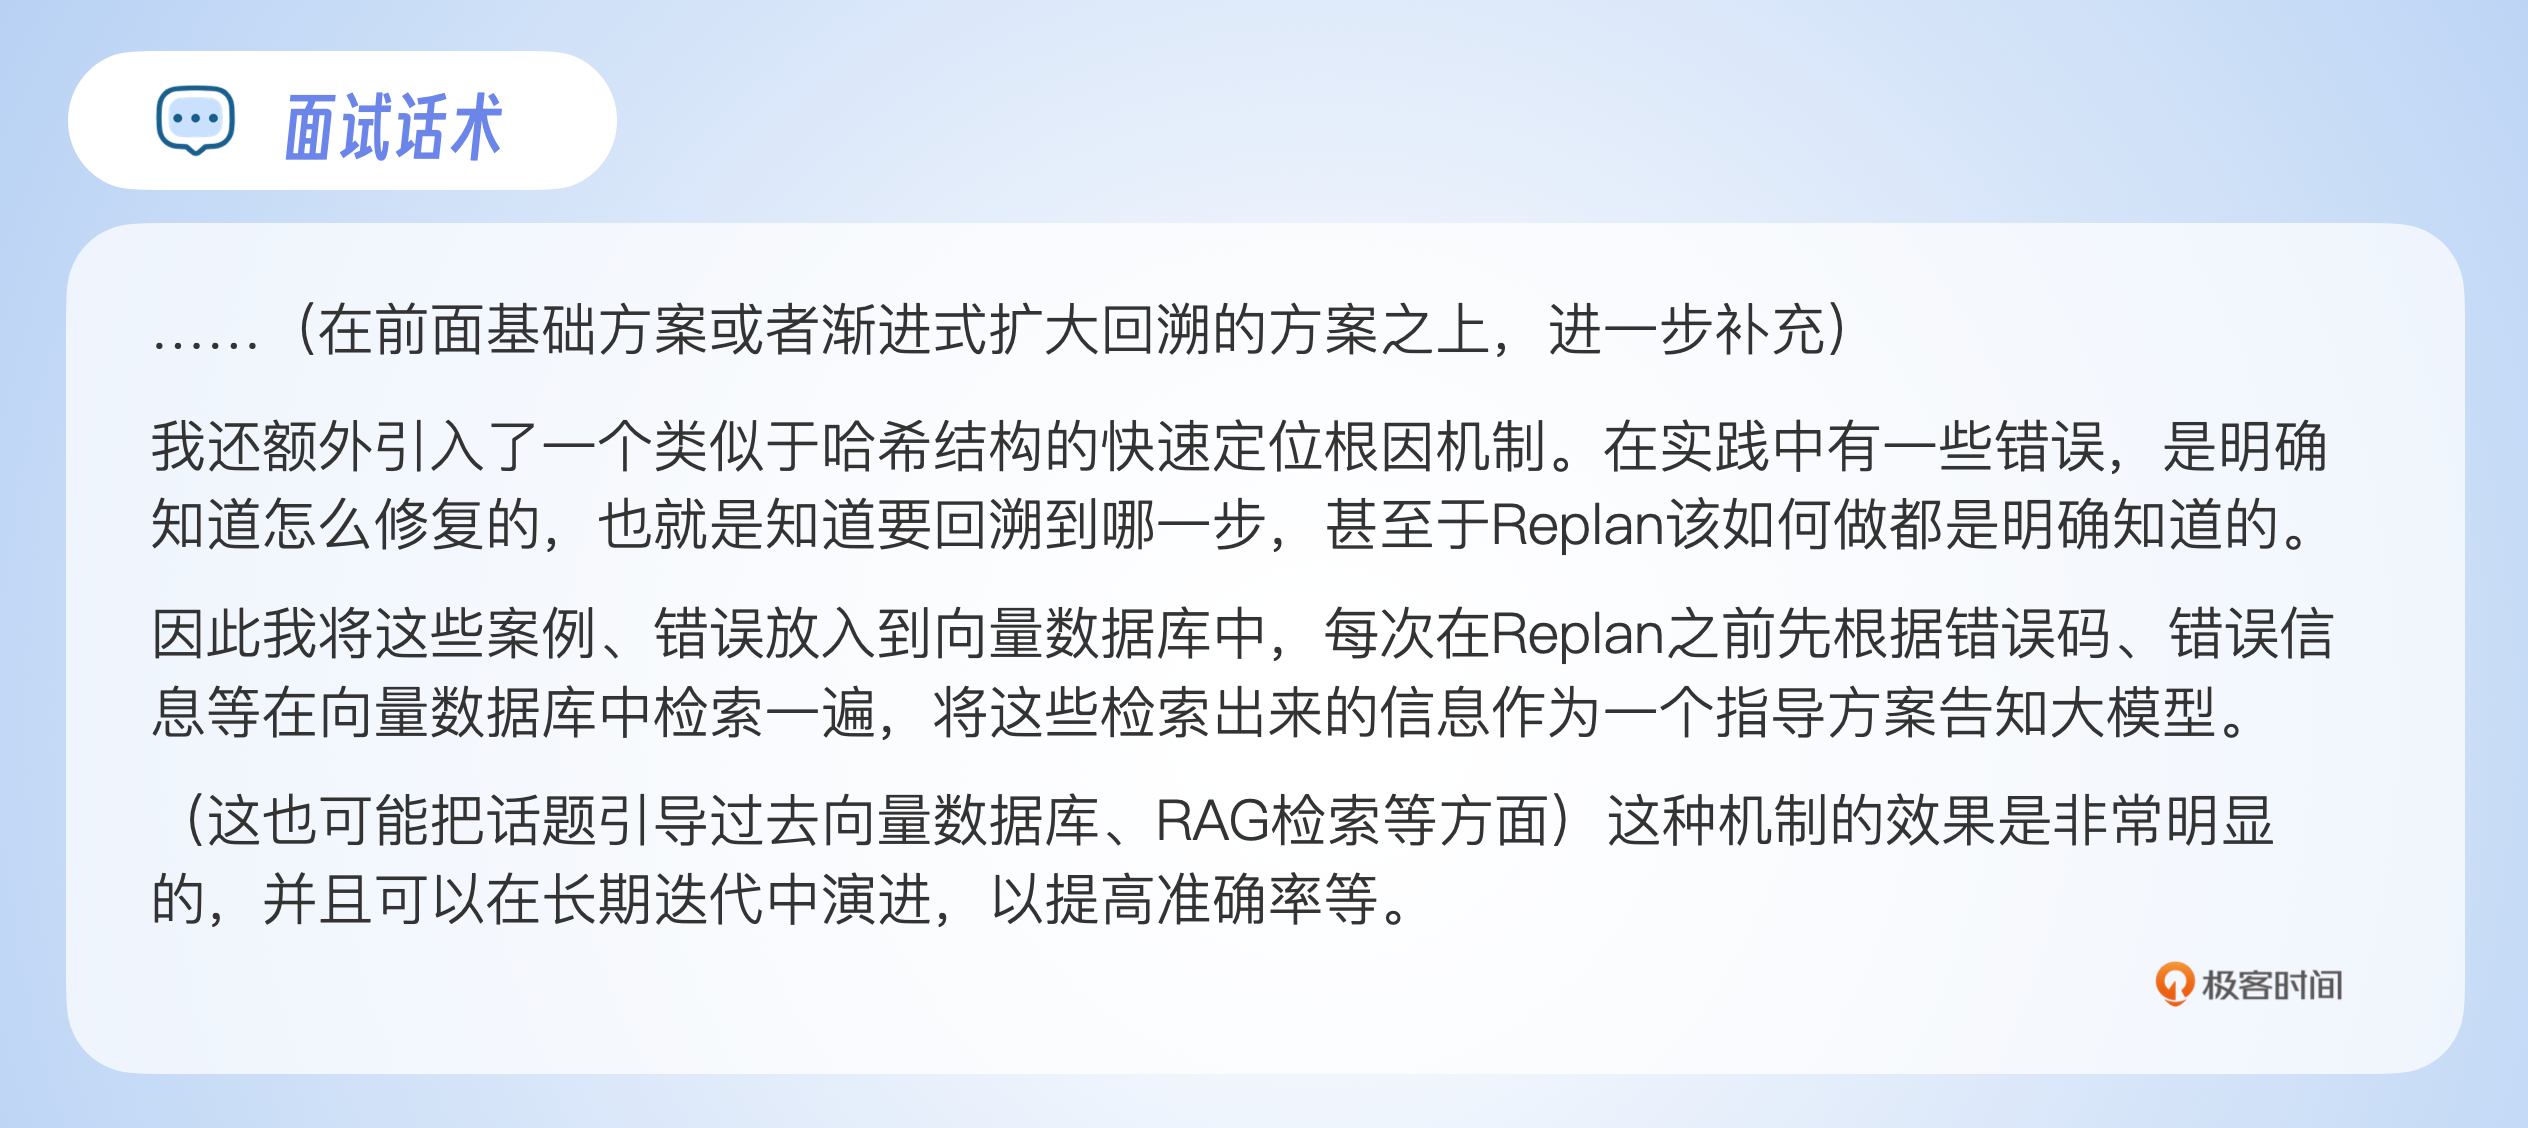 面试话术
……（在前面基础方案或者渐进式扩大回溯的方案之上，进一步补充）
我还额外引入了一个类似于哈希结构的快速定位根因机制。在实践中有一些错误，是明确
知道怎么修复的，也就是知道要回溯到哪一步，甚至于Replan该如何做都是明确知道的。
因此我将这些案例、错误放入到向量数据库中，每次在Replan之前先根据错误码、错误信
息等在向量数据库中检索一遍，将这些检索出来的信息作为一个指导方案告知大模型。
（这也可能把话题引导过去向量数据库、RAG检索等方面）这种机制的效果是非常明显
的，并且可以在长期迭代中演进，以提高准确率等。
极客时间